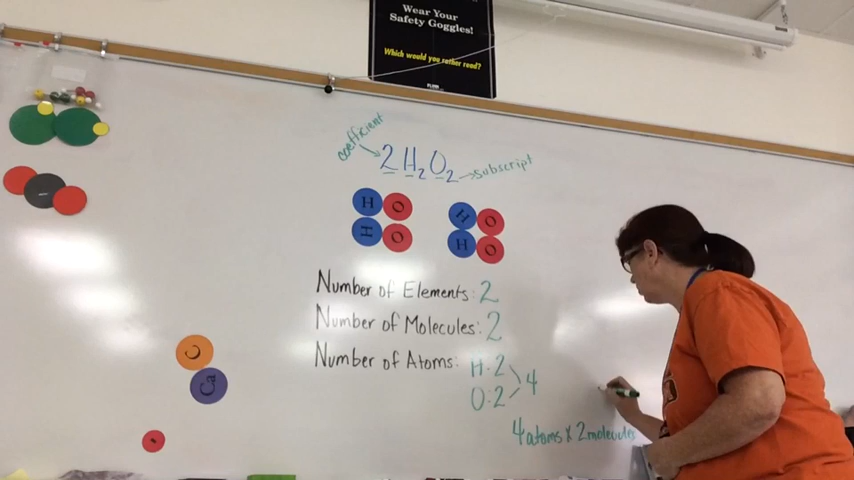 Wear Your
Safety Goggles!
Which would you rather read?
coefficient
2H₂O₂
subscript
H O H O
H O H O
Number of Elements: 2
Number of Molecules: 2
Number of Atoms: H·2
O:2
4
4 atoms x 2 molecules
C
Ca